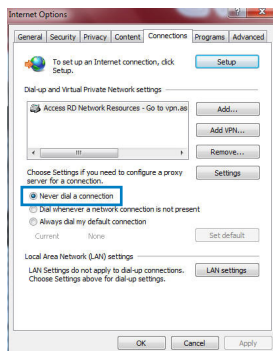 Internet Options
General Security Privacy Content Connections Programs Advanced
To set up an Internet connection, click
Setup.
Setup
Dial-up and Virtual Private Network settings
Access RD Network Resources - Go to vpn.as
Add...
Add VPN...
Remove...
Choose Settings if you need to configure a proxy
server for a connection.
Settings
Never dial a connection
Dial whenever a network connection is not present
Always dial my default connection
Current None
Set default
Local Area Network (LAN) settings
LAN Settings do not apply to dial-up connections.
Choose Settings above for dial-up settings.
LAN settings
OK Cancel Apply